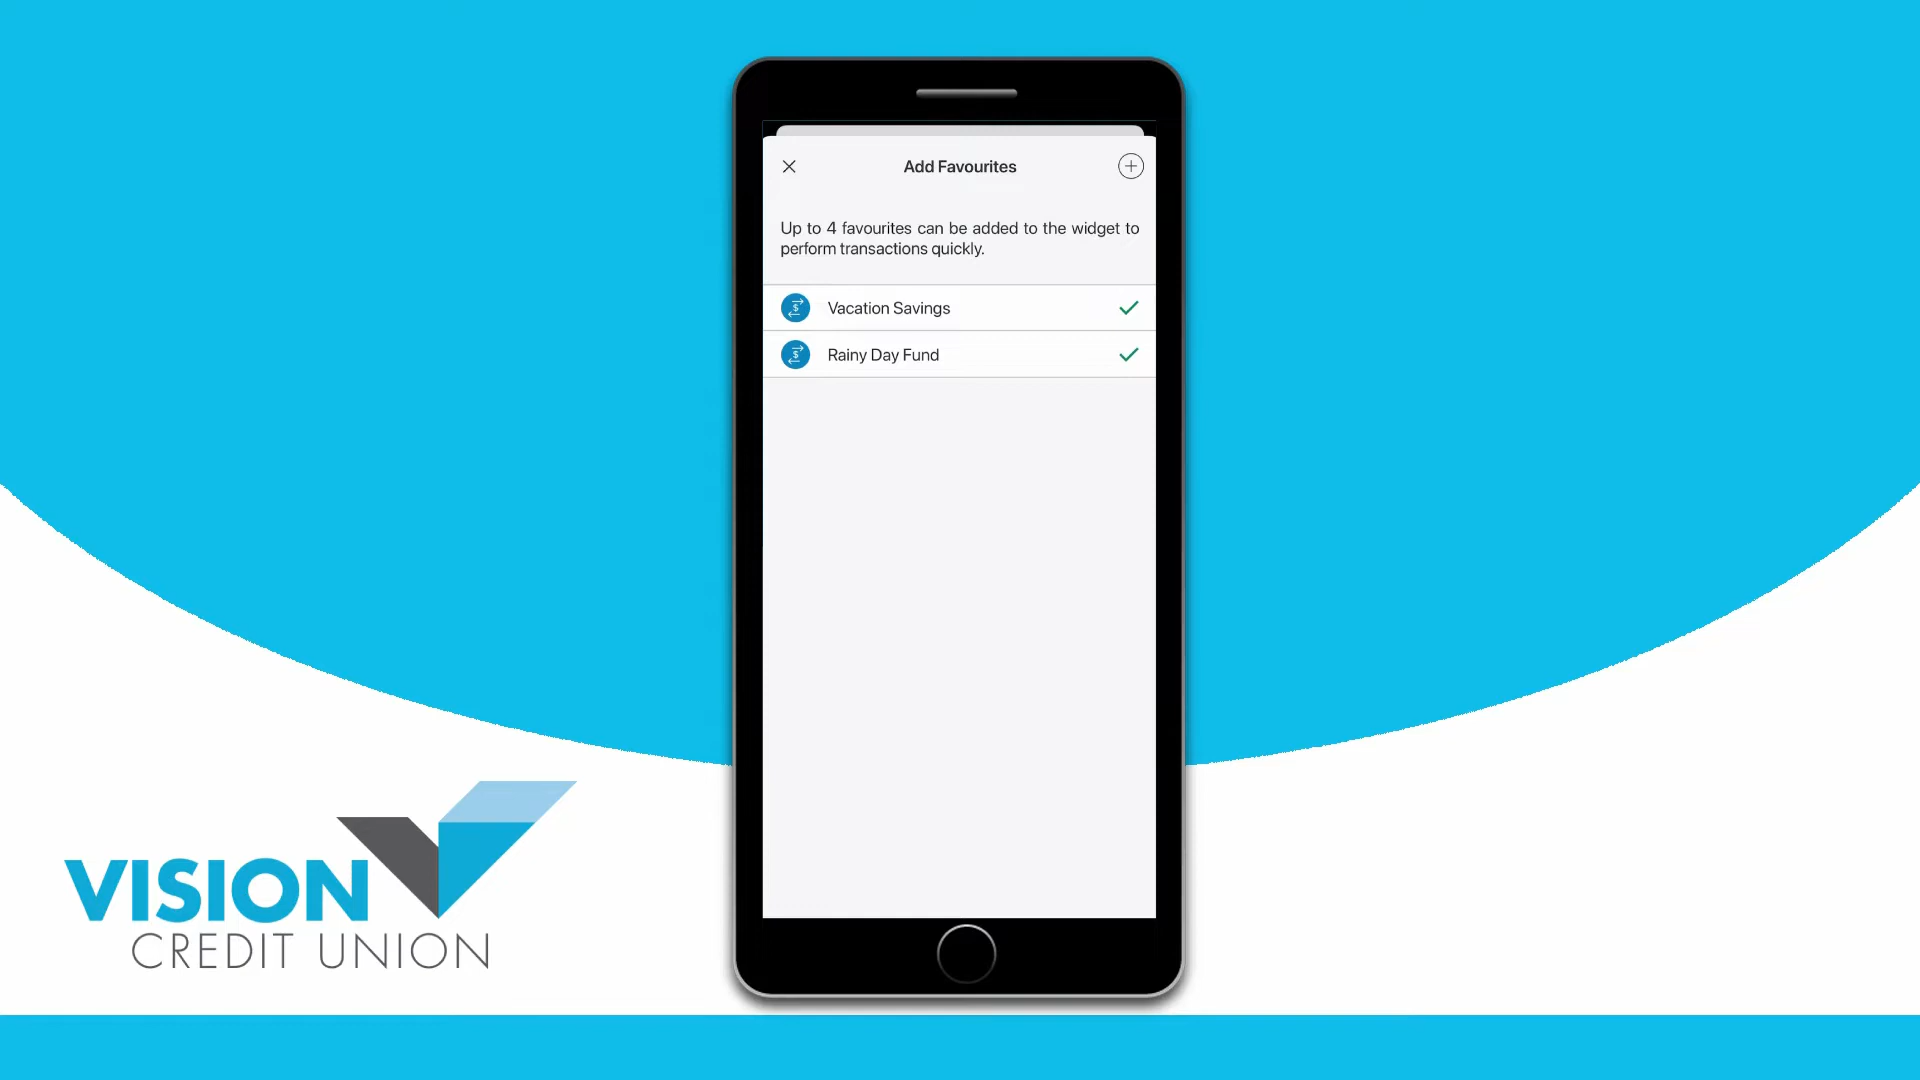 Add Favourites
Up to 4 favourites can be added to the widget to
perform transactions quickly.
Vacation Savings
Rainy Day Fund
VISION
CREDIT UNION